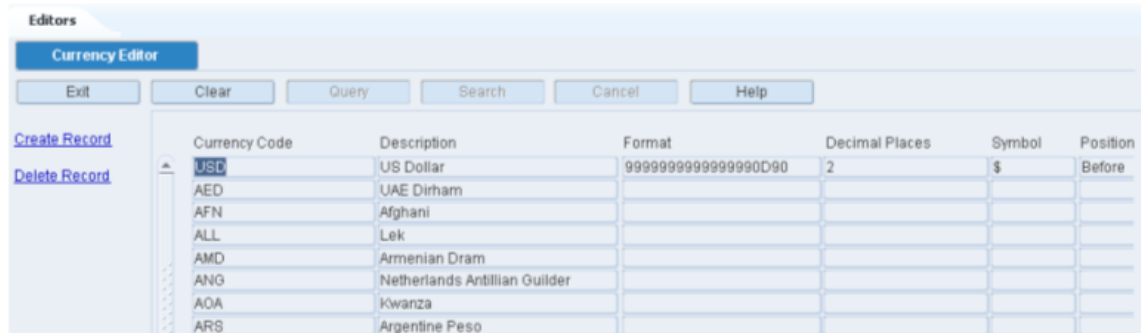 Editors
Currency Editor
Exit Clear Query Search Cancel Help
Create Record
Delete Record
Currency Code Description Format Decimal Places Symbol Position
USD US Dollar 9999999999999990D90 2 $ Before
AED UAE Dirham
AFN Afghani
ALL Lek
AMD Armenian Dram
ANG Netherlands Antillian Guilder
AOA Kwanza
ARS Argentine Peso